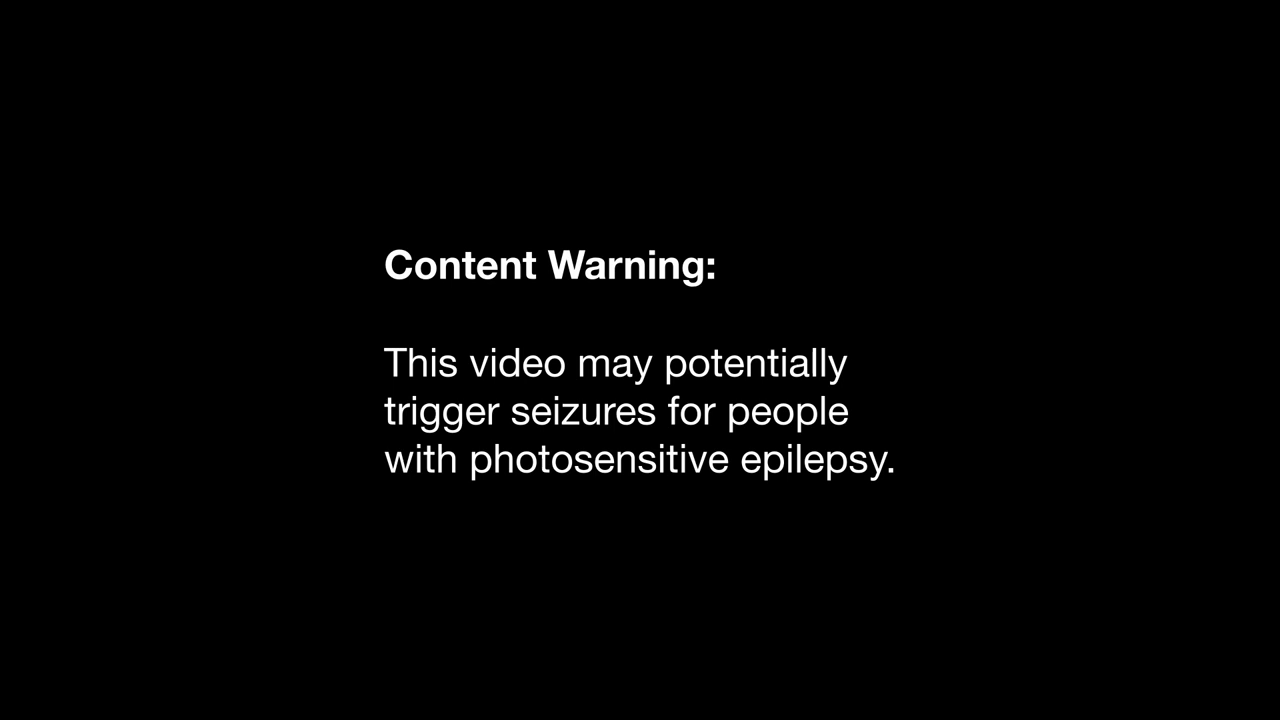 Content Warning:
This video may potentially
trigger seizures for people
with photosensitive epilepsy.